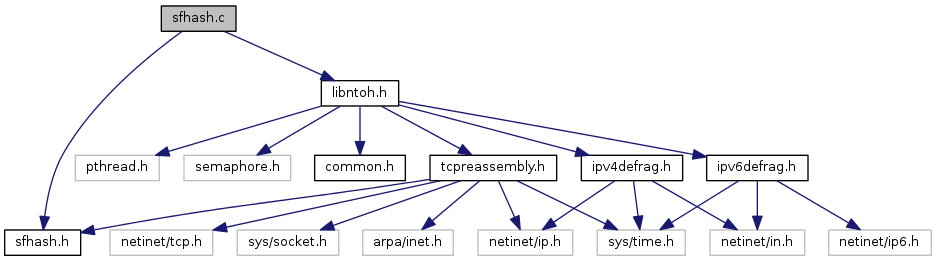 sfhash.c
libntoh.h
pthread.h
semaphore.h
common.h
tcpreassembly.h
ipv4defrag.h
ipv6defrag.h
sfhash.h
netinet/tcp.h
sys/socket.h
arpa/inet.h
netinet/ip.h
sys/time.h
netinet/in.h
netinet/ip6.h